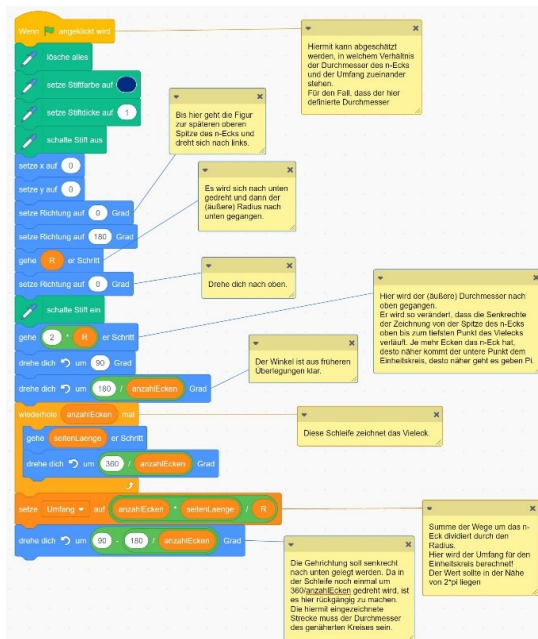 Wenn angeklickt wird
lösche alles
setze Stiftfarbe auf
setze Stiftdicke auf 1
schalte Stift aus
setze x auf 0
setze y auf 0
setze Richtung auf 0 Grad
setze Richtung auf 180 Grad
gehe R er Schritt
setze Richtung auf 0 Grad
schalte Stift ein
gehe 2 * R er Schritt
drehe dich um 90 Grad
drehe dich um 180 / anzahlEcken Grad
wiederhole anzahlEcken mal
gehe seitenLaenge er Schritt
drehe dich um 360 / anzahlEcken Grad
setze Umfang auf anzahlEcken * seitenLaenge / R
drehe dich um 90 - 180 / anzahlEcken Grad
Hiermit kann abgeschätzt
werden, in welchem Verhältnis
der Durchmesser des n-Ecks
und der Umfang zueinander
stehen.
Für den Fall, dass der hier
definierte Durchmesser
Bis hier geht die Figur
zur späteren oberen
Spitze des n-Ecks und
dreht sich nach links.
Es wird sich nach unten
gedreht und dann der
(äußere) Radius nach
unten gegangen.
Drehe dich nach oben.
Hier wird der (äußere) Durchmesser nach
oben gegangen.
Er wird so verändert, dass die Senkrechte
der Zeichnung von der Spitze des n-Ecks
oben bis zum tiefsten Punkt des Vielecks
verläuft. Je mehr Ecken das n-Eck hat,
desto näher kommt der untere Punkt dem
Einheitskreis, desto näher geht es geben Pi.
Der Winkel ist aus früheren
Überlegungen klar.
Diese Schleife zeichnet das Vieleck.
Summe der Wege um das n-
Eck dividiert durch den
Radius.
Hier wird der Umfang für den
Einheitskreis berechnet!
Der Wert sollte in der Nähe
von 2*pi liegen
Die Gehrichtung soll senkrecht
nach unten gelegt werden. Da in
der Schleife noch einmal um
360/anzahlEcken gedreht wird, ist
es hier rückgängig zu machen.
Die hiermit eingezeichnete
Strecke muss der Durchmesser
des genäherten Kreises sein.